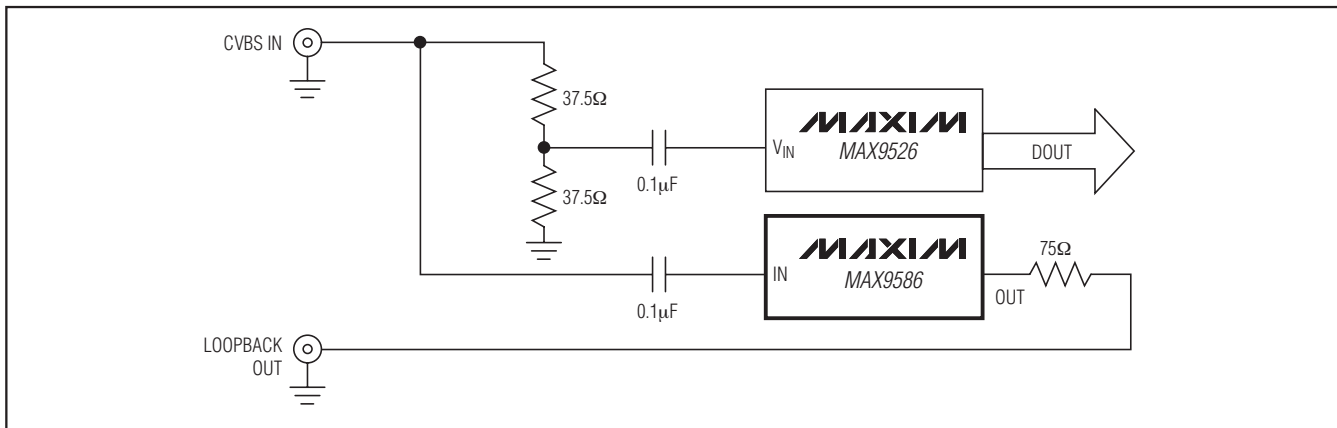 CVBS IN
37.5Ω
37.5Ω
0.1µF
VIN
MAXIM
MAX9526
DOUT
0.1µF
IN
MAXIM
MAX9586
OUT
75Ω
LOOPBACK
OUT